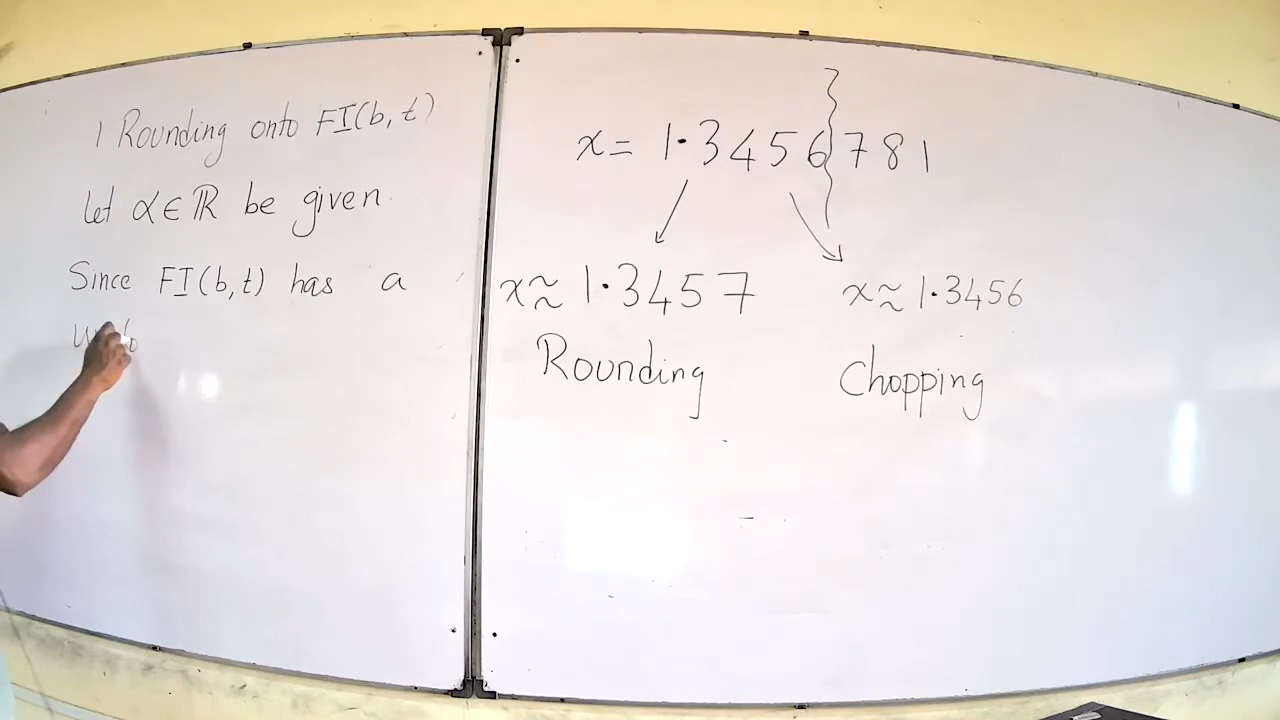 1 Rounding onto FI(b, t)
Let α ∈ ℝ be given.
Since FI(b, t) has a
x = 1.3456781
x ≈ 1.3457
x ≈ 1.3456
Rounding
Chopping